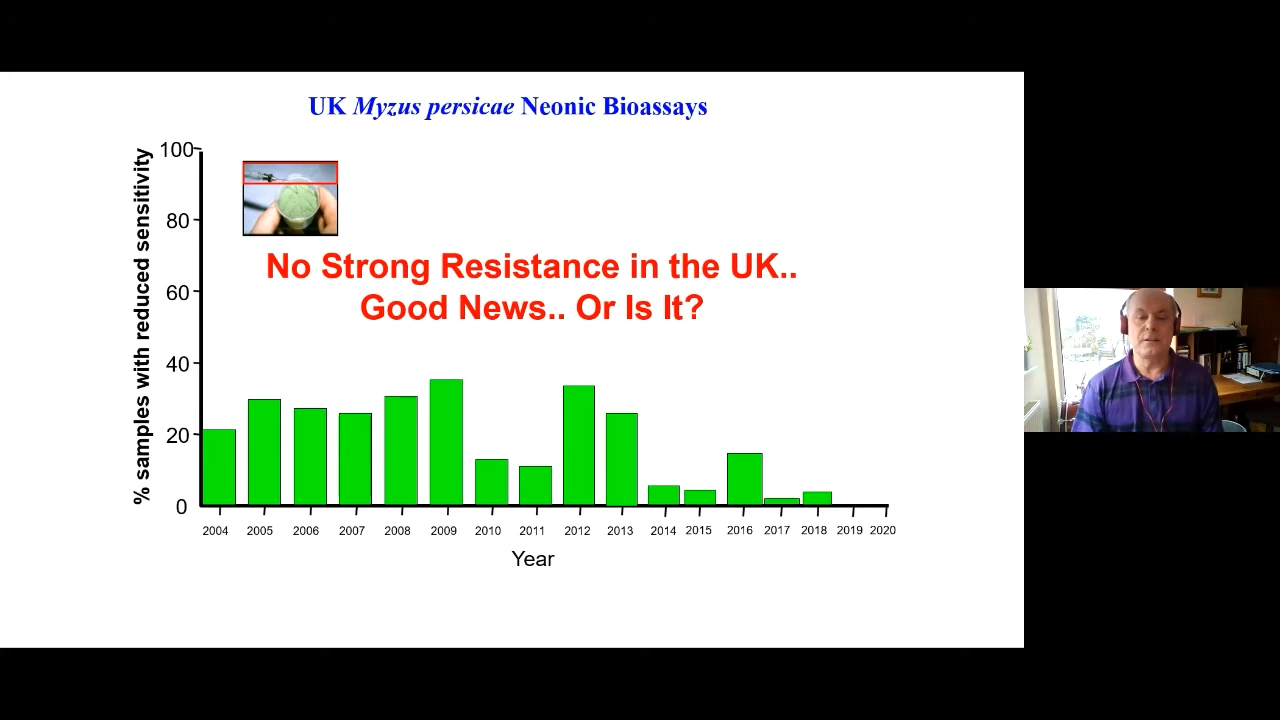 UK Myzus persicae Neonic Bioassays
% samples with reduced sensitivity
100
80
60
40
20
0
No Strong Resistance in the UK..
Good News.. Or Is It?
2004 2005 2006 2007 2008 2009 2010 2011 2012 2013 2014 2015 2016 2017 2018 2019 2020
Year